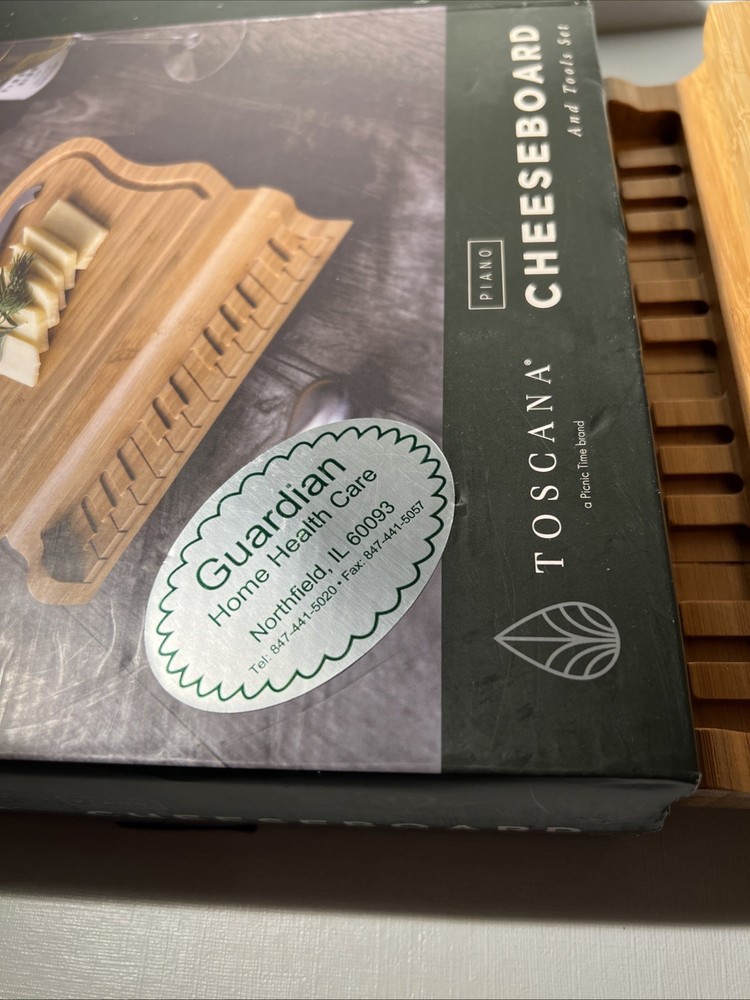 PIANO
CHEESEBOARD
And Tools Set
TOSCANA®
a Picnic Time brand
Guardian
Home Health Care
Northfield, IL 60093
Tel: 847-441-5020 • Fax: 847-441-5057
CHEESEBOARD